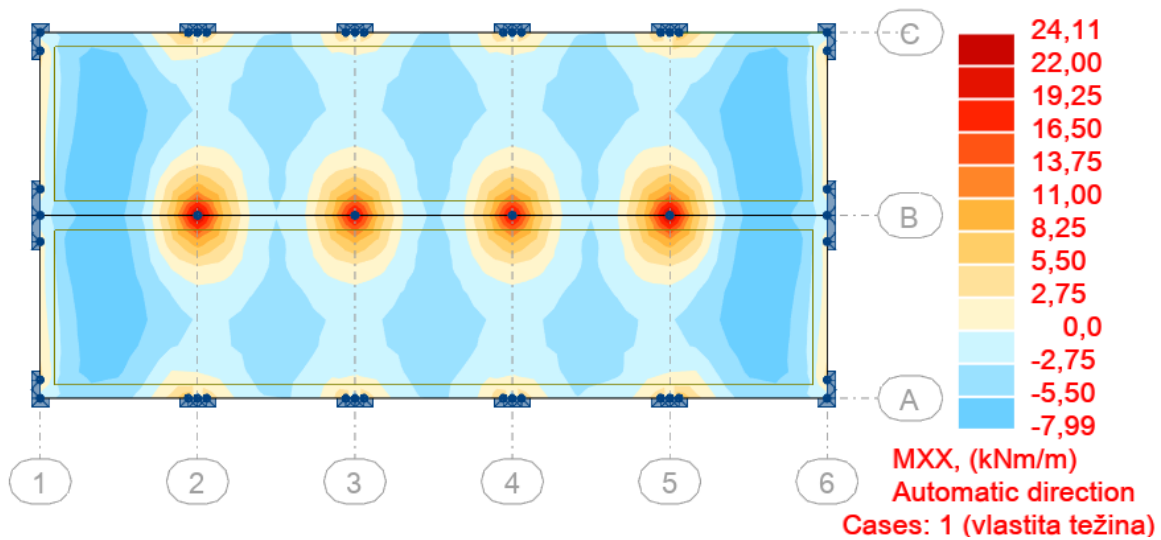 C
24,11
22,00
19,25
16,50
13,75
11,00
8,25
B
5,50
2,75
0,0
-2,75
-5,50
A
-7,99
1 2 3 4 5 6
MXX, (kNm/m)
Automatic direction
Cases: 1 (vlastita težina)